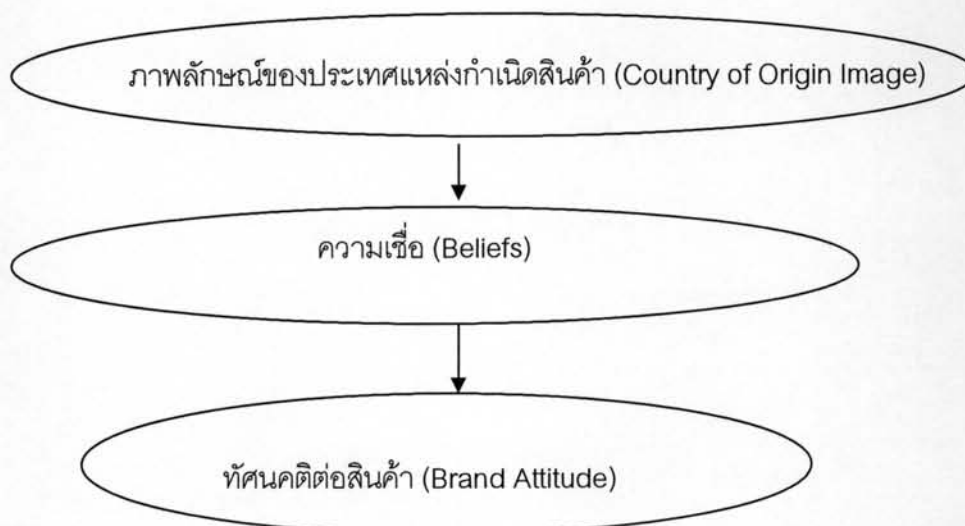 ภาพลักษณ์ของประเทศแหล่งกำเนิดสินค้า (Country of Origin Image)
ความเชื่อ (Beliefs)
ทัศนคติต่อสินค้า (Brand Attitude)